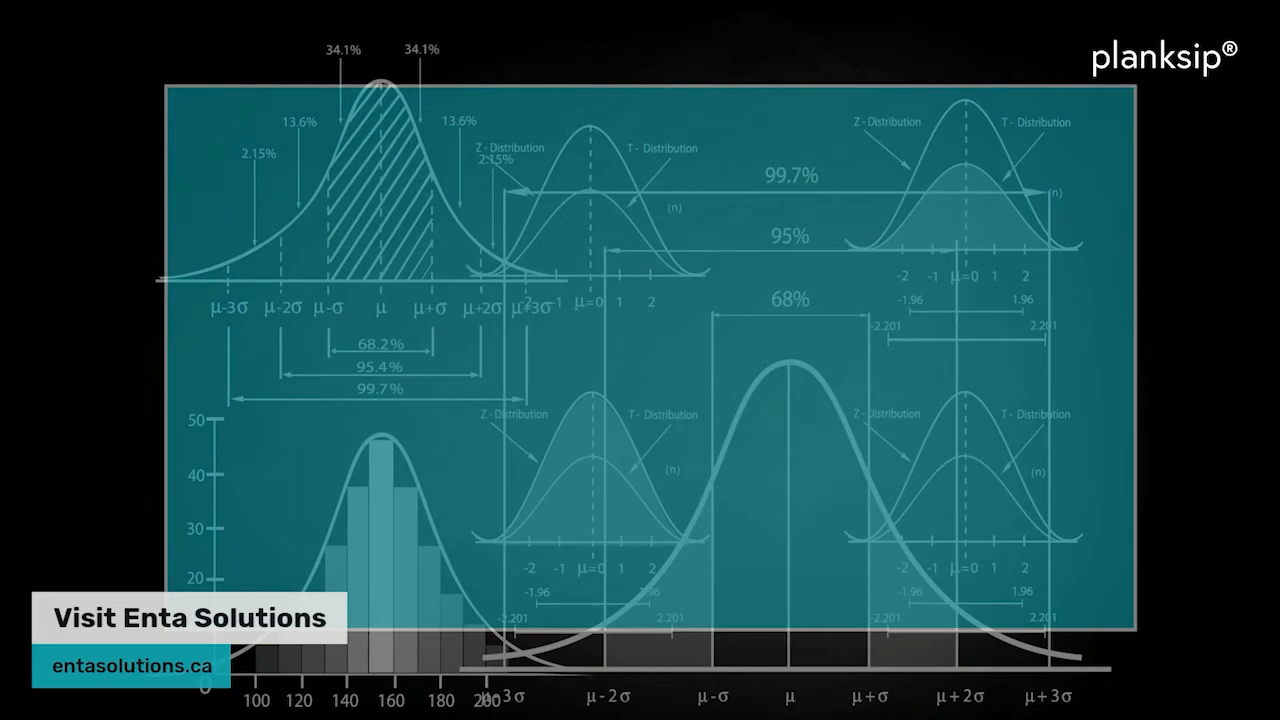 planksip®
34.1% 34.1%
13.6% 13.6%
2.15% 2.15%
μ-3σ μ-2σ μ-σ μ μ+σ μ+2σ μ+3σ
68.2%
95.4%
99.7%
Z - Distribution T - Distribution
(n)
-2 -1 μ=0 1 2
99.7%
95%
68%
Z - Distribution T - Distribution
(n)
-2 -1 μ=0 1 2
-1.96 1.96
-2.201 2.201
50
40
30
20
0
100 120 140 160 180 200
Z - Distribution T - Distribution
(n)
-2 -1 μ=0 1 2
-1.96 1.96
-2.201 2.201
Z - Distribution T - Distribution
(n)
-2 -1 μ=0 1 2
-1.96 1.96
-2.201 2.201
μ-3σ μ-2σ μ-σ μ μ+σ μ+2σ μ+3σ
Visit Enta Solutions
entasolutions.ca